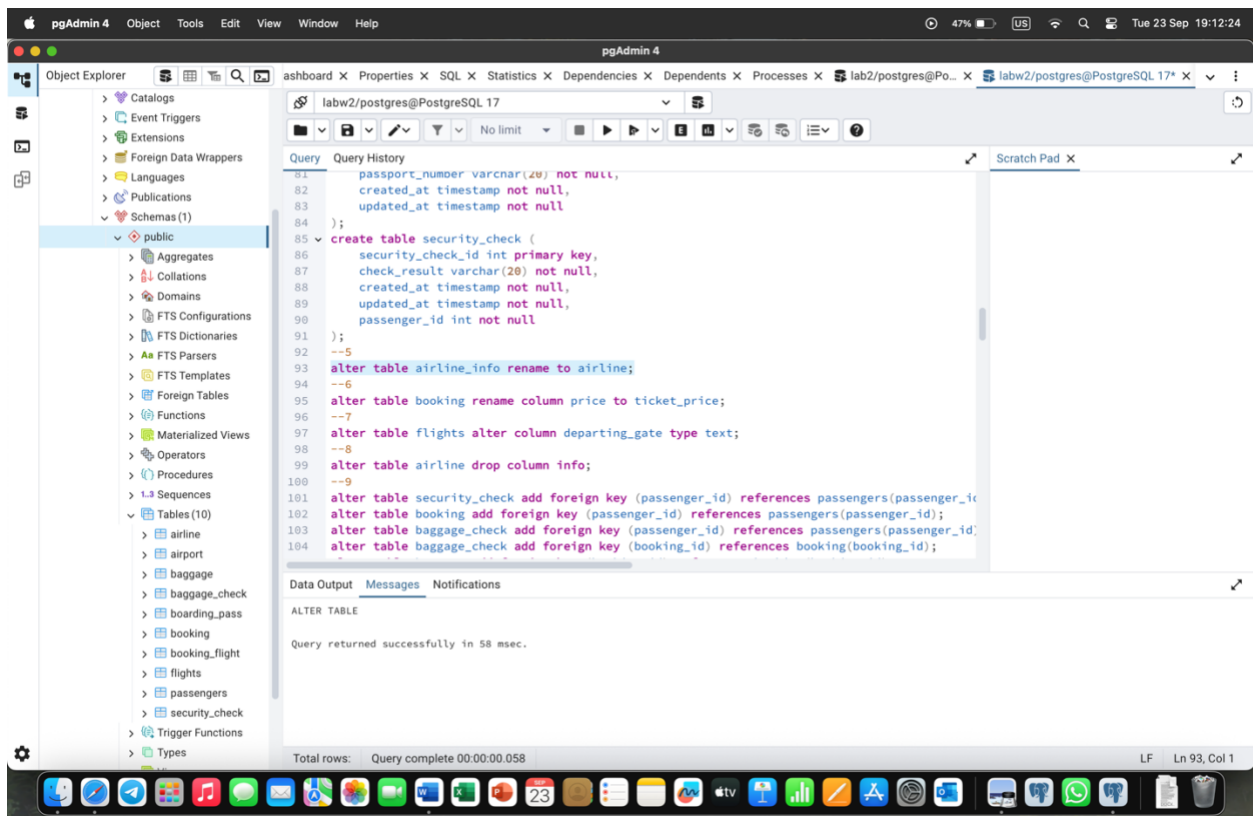 pgAdmin 4 Object Tools Edit View Window Help 47% US Tue 23 Sep 19:12:24
pgAdmin 4
Object Explorer
ashboard X Properties X SQL X Statistics X Dependencies X Dependents X Processes X lab2/postgres@Po... X labw2/postgres@PostgreSQL 17* X
Catalogs
Event Triggers
Extensions
Foreign Data Wrappers
Languages
Publications
Schemas (1)
public
Aggregates
Collations
Domains
FTS Configurations
FTS Dictionaries
Aa FTS Parsers
FTS Templates
Foreign Tables
Functions
Materialized Views
Operators
Procedures
1..3 Sequences
Tables (10)
airline
airport
baggage
baggage_check
boarding_pass
booking
booking_flight
flights
passengers
security_check
Trigger Functions
Types
labw2/postgres@PostgreSQL 17
No limit
Query Query History
Scratch Pad X
81 passport_number varchar(20) not null,
82 created_at timestamp not null,
83 updated_at timestamp not null
84 );
85 create table security_check (
86 security_check_id int primary key,
87 check_result varchar(20) not null,
88 created_at timestamp not null,
89 updated_at timestamp not null,
90 passenger_id int not null
91 );
92 --5
93 alter table airline_info rename to airline;
94 --6
95 alter table booking rename column price to ticket_price;
96 --7
97 alter table flights alter column departing_gate type text;
98 --8
99 alter table airline drop column info;
100 --9
101 alter table security_check add foreign key (passenger_id) references passengers(passenger_id
102 alter table booking add foreign key (passenger_id) references passengers(passenger_id);
103 alter table baggage_check add foreign key (passenger_id) references passengers(passenger_id)
104 alter table baggage_check add foreign key (booking_id) references booking(booking_id);
Data Output Messages Notifications
ALTER TABLE
Query returned successfully in 58 msec.
Total rows: Query complete 00:00:00.058 LF Ln 93, Col 1
SEP
23
tv